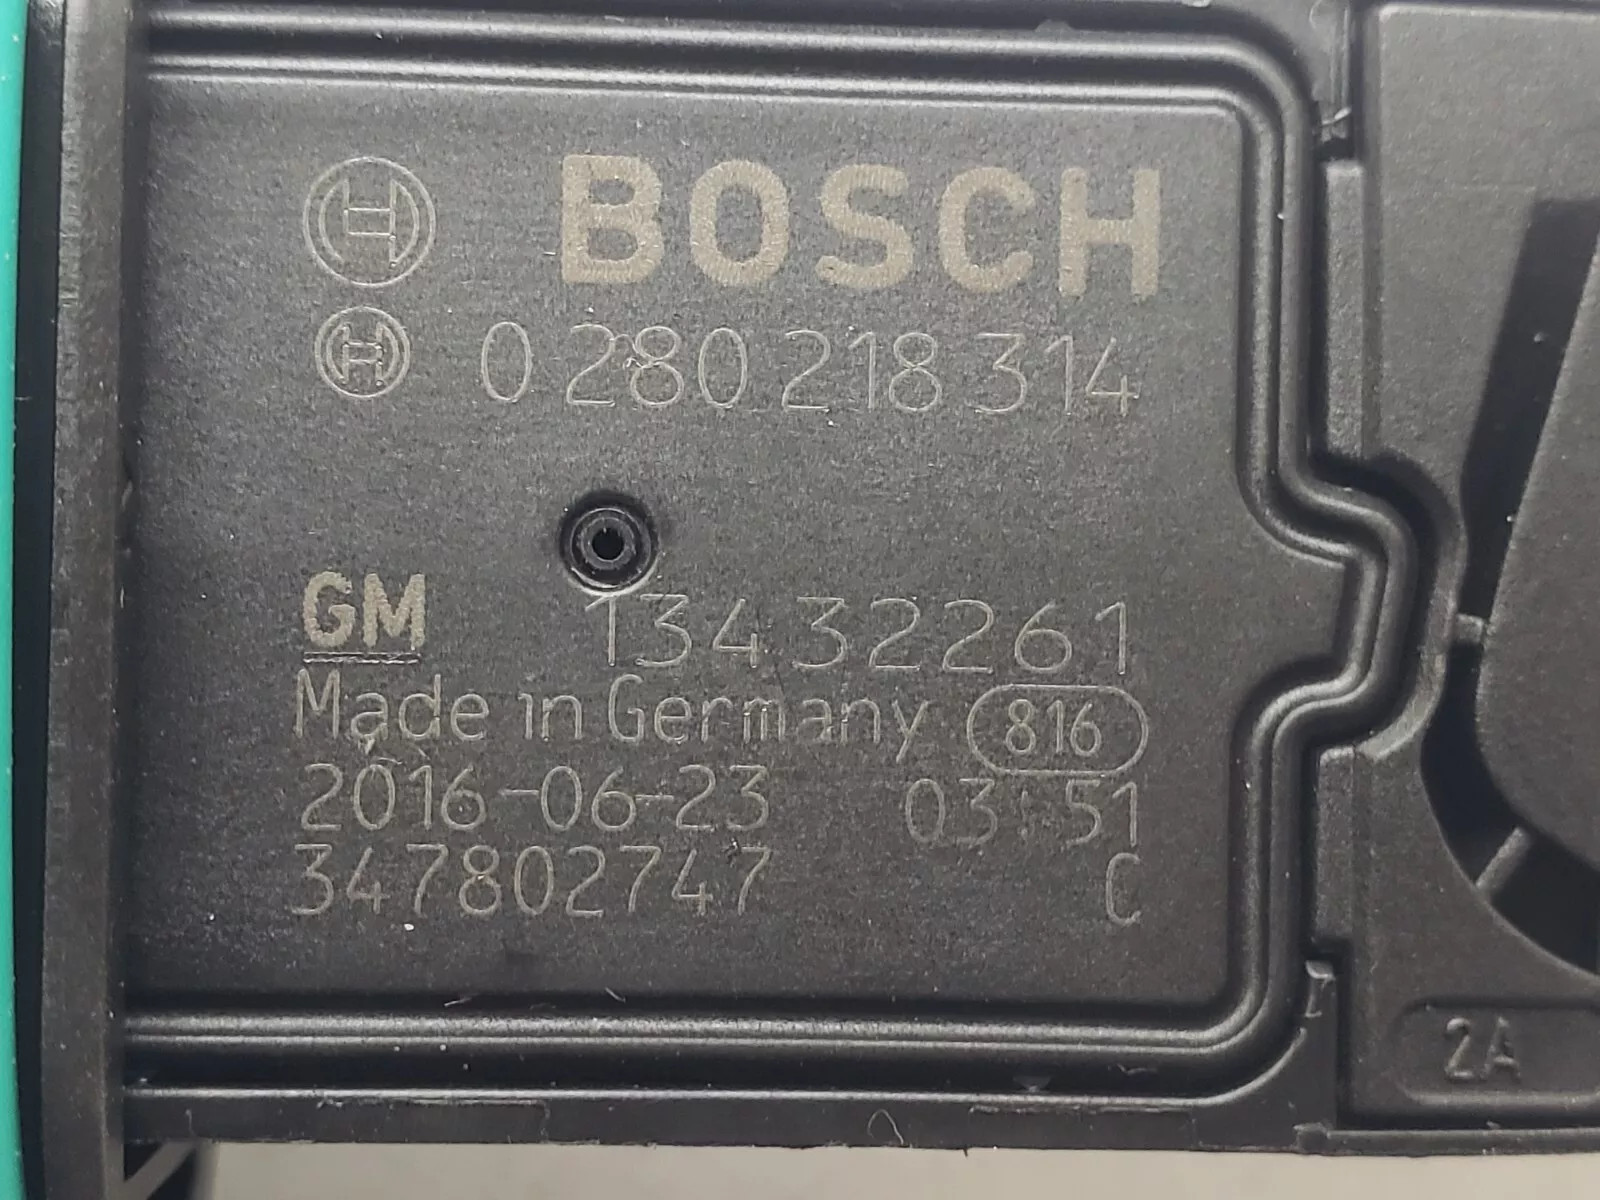 BOSCH
0 280 218 314
GM 13432261
Made in Germany 816
2016-06-23 03:51
347802747 C
2A